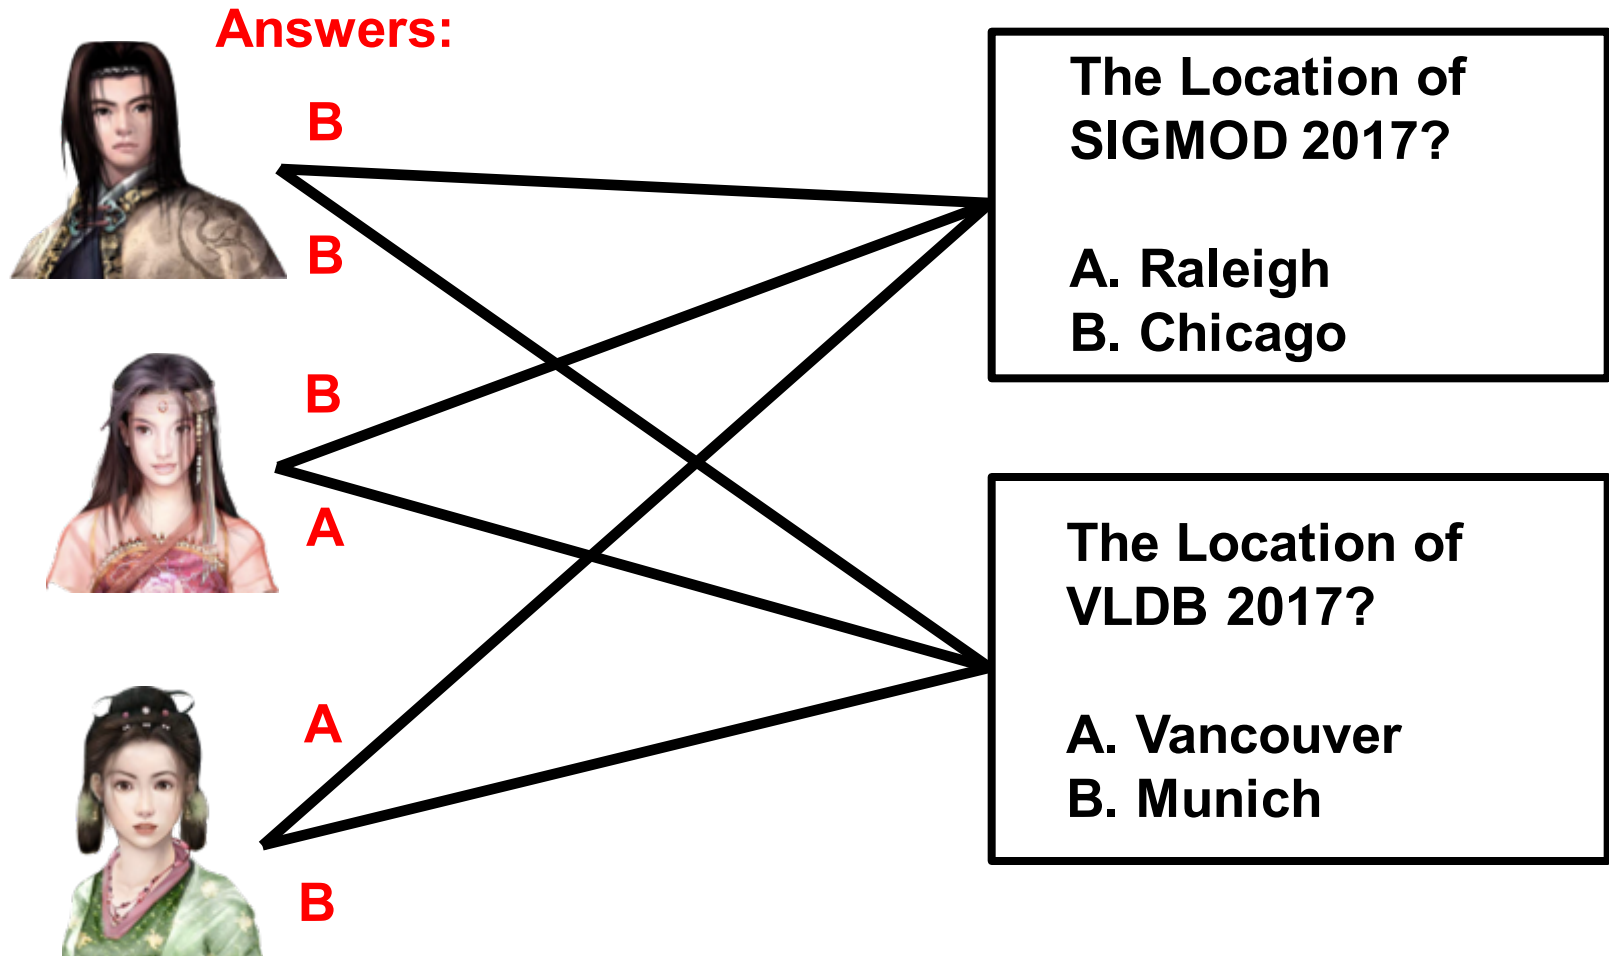 Answers:
B
B
B
A
A
B
The Location of
SIGMOD 2017?
A. Raleigh
B. Chicago
The Location of
VLDB 2017?
A. Vancouver
B. Munich